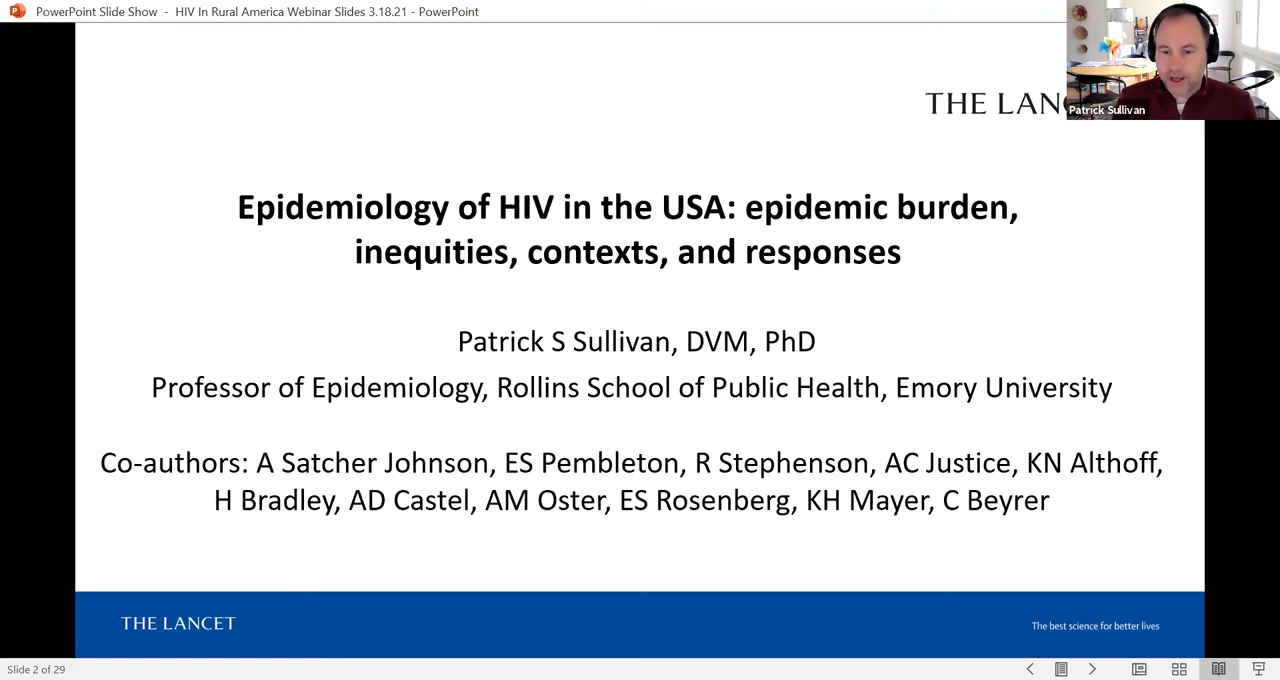 PowerPoint Slide Show - HIV In Rural America Webinar Slides 3.18.21 - PowerPoint
THE LANC
Patrick Sullivan
Epidemiology of HIV in the USA: epidemic burden,
inequities, contexts, and responses
Patrick S Sullivan, DVM, PhD
Professor of Epidemiology, Rollins School of Public Health, Emory University
Co-authors: A Satcher Johnson, ES Pembleton, R Stephenson, AC Justice, KN Althoff,
H Bradley, AD Castel, AM Oster, ES Rosenberg, KH Mayer, C Beyrer
THE LANCET
The best science for better lives
Slide 2 of 29